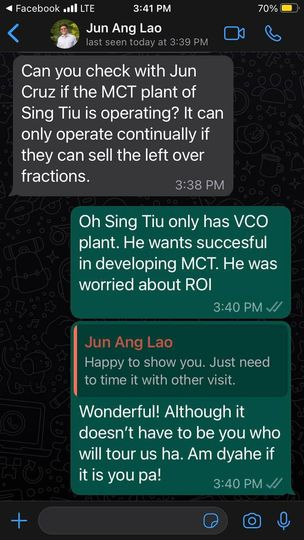 Facebook LTE 3:41 PM 70%
Jun Ang Lao
last seen today at 3:39 PM
Can you check with Jun
Cruz if the MCT plant of
Sing Tiu is operating? It can
only operate continually if
they can sell the left over
fractions.
3:38 PM
Oh Sing Tiu only has VCO
plant. He wants succesful
in developing MCT. He was
worried about ROI
3:40 PM
Jun Ang Lao
Happy to show you. Just need
to time it with other visit.
Wonderful! Although it
doesn't have to be you who
will tour us ha. Am dyahe if
it is you pa!
3:40 PM